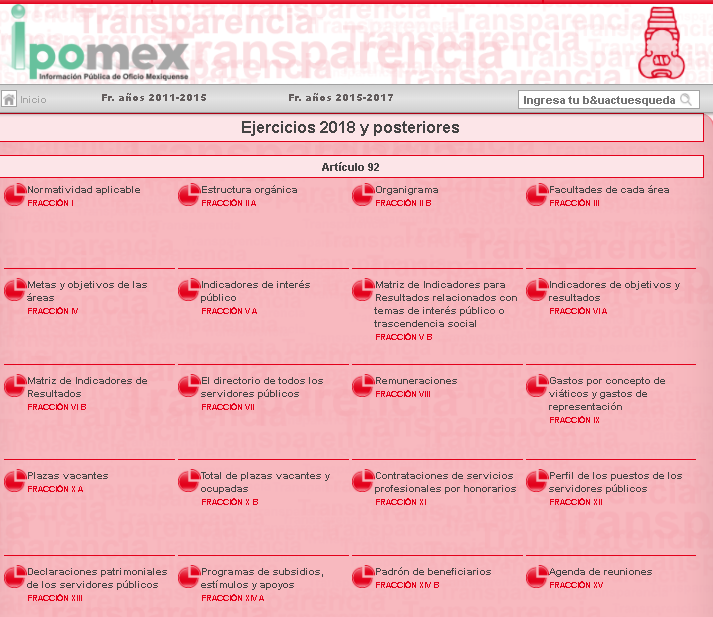 Transparencia
ipomex
Información Pública de Oficio Mexiquense
Inicio
Fr. años 2011-2015
Fr. años 2015-2017
Ingresa tu b&uactuesqueda
Ejercicios 2018 y posteriores
Artículo 92
Normatividad aplicable
FRACCIÓN I
Estructura orgánica
FRACCIÓN II A
Organigrama
FRACCIÓN II B
Facultades de cada área
FRACCIÓN III
Metas y objetivos de las
áreas
FRACCIÓN IV
Indicadores de interés
público
FRACCIÓN V A
Matriz de Indicadores para
Resultados relacionados con
temas de interés público o
trascendencia social
FRACCIÓN V B
Indicadores de objetivos y
resultados
FRACCIÓN VI A
Matriz de Indicadores de
Resultados
FRACCIÓN VI B
El directorio de todos los
servidores públicos
FRACCIÓN VII
Remuneraciones
FRACCIÓN VIII
Gastos por concepto de
viáticos y gastos de
representación
FRACCIÓN IX
Plazas vacantes
FRACCIÓN X A
Total de plazas vacantes y
ocupadas
FRACCIÓN X B
Contrataciones de servicios
profesionales por honorarios
FRACCIÓN XI
Perfil de los puestos de los
servidores públicos
FRACCIÓN XII
Declaraciones patrimoniales
de los servidores públicos
FRACCIÓN XIII
Programas de subsidios,
estímulos y apoyos
FRACCIÓN XIV A
Padrón de beneficiarios
FRACCIÓN XIV B
Agenda de reuniones
FRACCIÓN XV